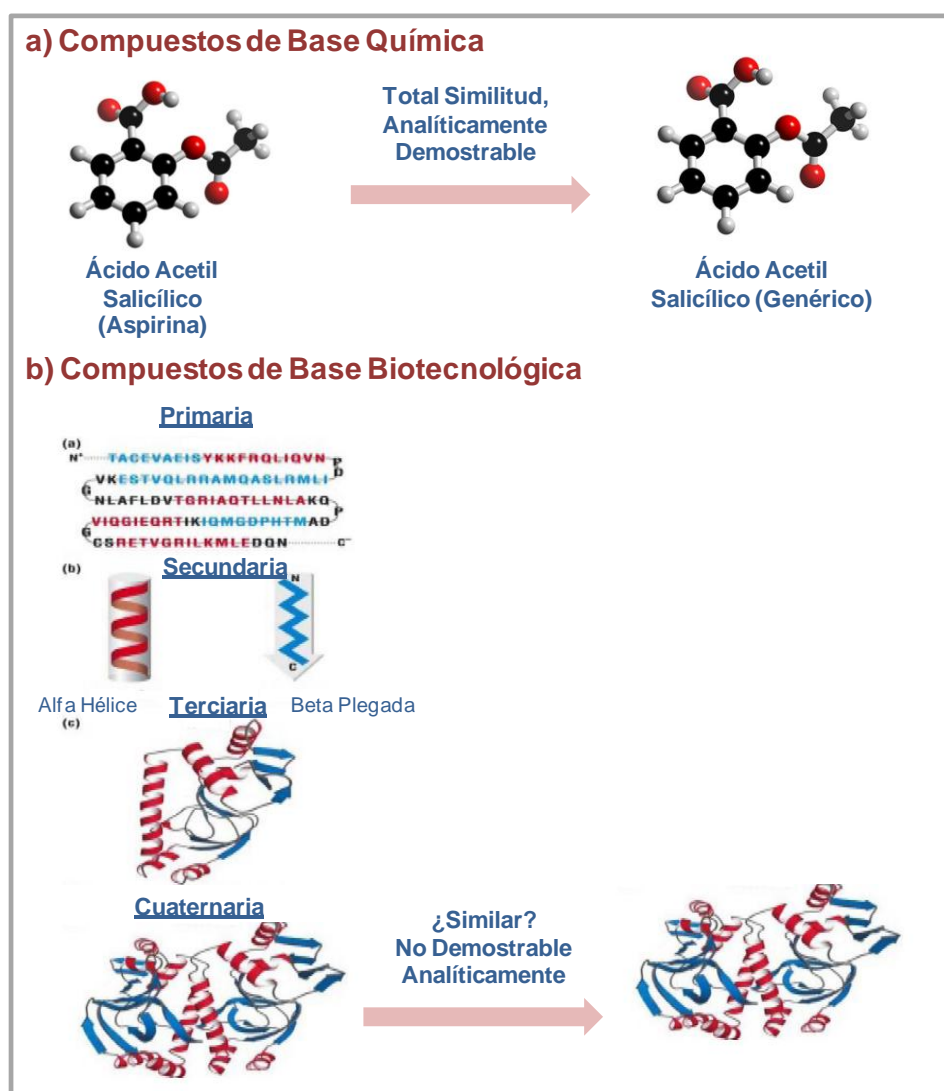 a) Compuestos de Base Química
Total Similitud,
Analíticamente
Demostrable
Ácido Acetil
Salicílico
(Aspirina)
Ácido Acetil
Salicílico (Genérico)
b) Compuestos de Base Biotecnológica
Primaria
(a)
N⁺ TACEVAEISYKKFRQLIQVN P
D
VKESTVQLRRAMQASLRMLI
G
NLAFLDVTGRIAQTLLNLAKQ
P
VIQGIEQRTIKIQMGDPHTMAD
G
CSRETVGRILKMLEDQN C⁻
(b)
Secundaria
N
C
Alfa Hélice
Terciaria
Beta Plegada
(c)
Cuaternaria
¿Similar?
No Demostrable
Analíticamente